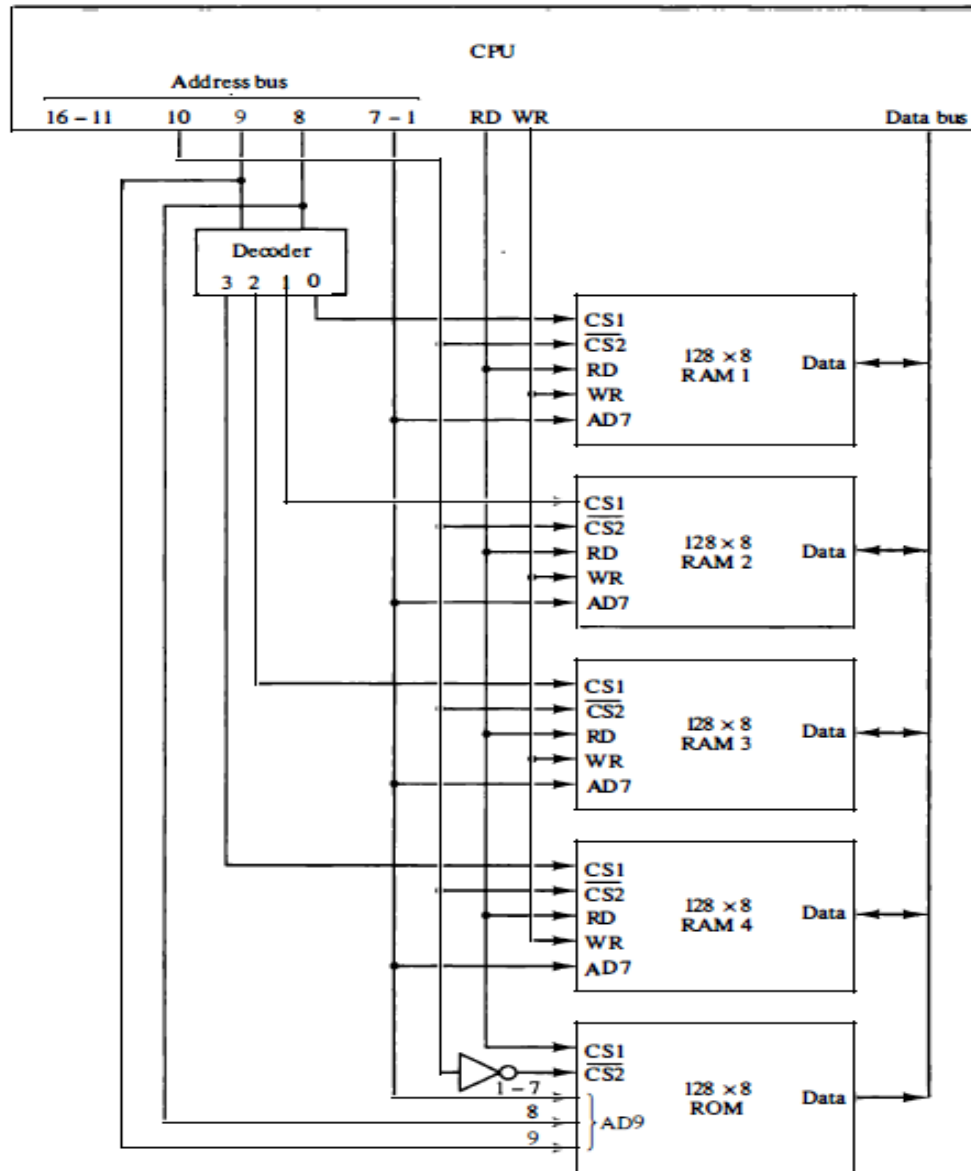 CPU
Address bus
16 – 11 10 9 8 7 – 1 RD WR Data bus
Decoder
3 2 1 0
CS1
CS2
RD
WR
AD7
128 × 8
RAM 1
Data
CS1
CS2
RD
WR
AD7
128 × 8
RAM 2
Data
CS1
CS2
RD
WR
AD7
128 × 8
RAM 3
Data
CS1
CS2
RD
WR
AD7
128 × 8
RAM 4
Data
CS1
CS2
1 – 7
8
9
AD9
128 × 8
ROM
Data